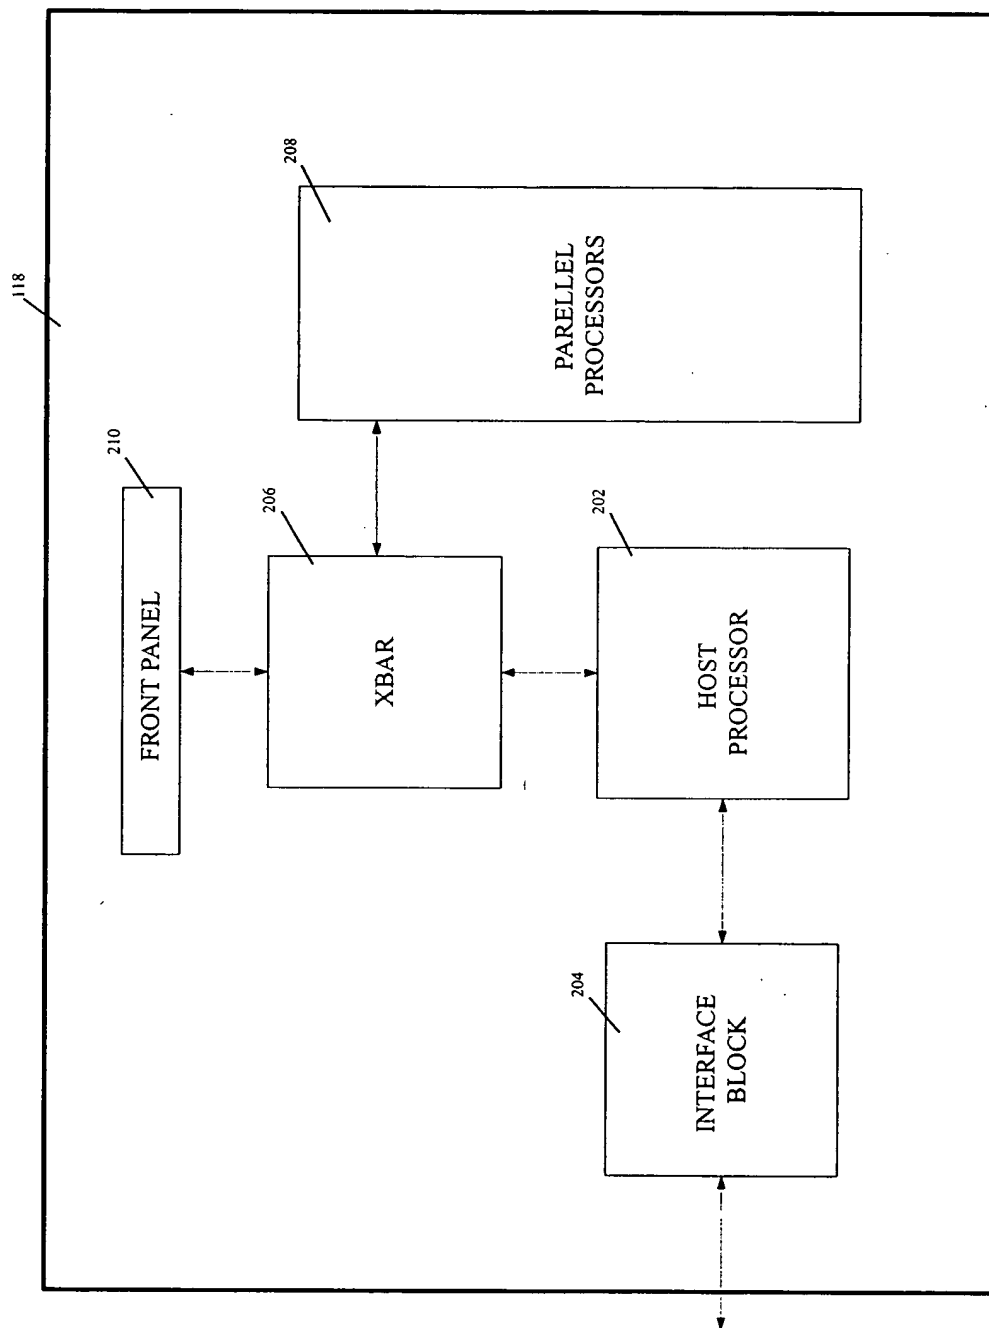 118
208
PARELLEL
PROCESSORS
210
FRONT PANEL
206
XBAR
202
HOST
PROCESSOR
204
INTERFACE
BLOCK